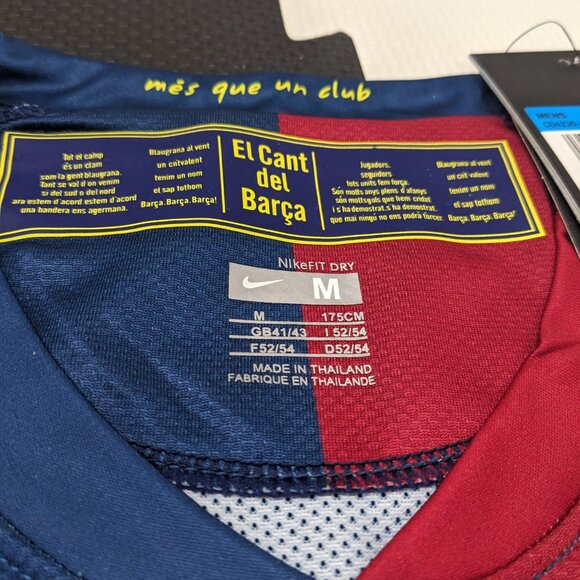 més que un club
El Cant
del
Barça
Tot el camp
és un clam
som la gent blaugrana.
Tant se val d'on venim
si del sud o del nord
ara estem d'acord estem d'acord
una bandera ens agermana.
Blaugrana al vent
un crit valent
tenim un nom
el sap tothom
Barça. Barça. Barça!
Jugadors.
seguidors
tots units fem força.
Són molts anys plens d'afanys
són molts gols que hem cridat
i s'ha demostrat. s'ha demostrat.
que mai ningú no ens podrà torcer.
Blaugrana al vent
un crit valent
tenim un nom
el sap tothom
Barça. Barça. Barça!
NikeFIT DRY
M
M 175CM
GB41/43 I 52/54
F52/54 D52/54
MADE IN THAILAND
FABRIQUE EN THAILANDE
MENS